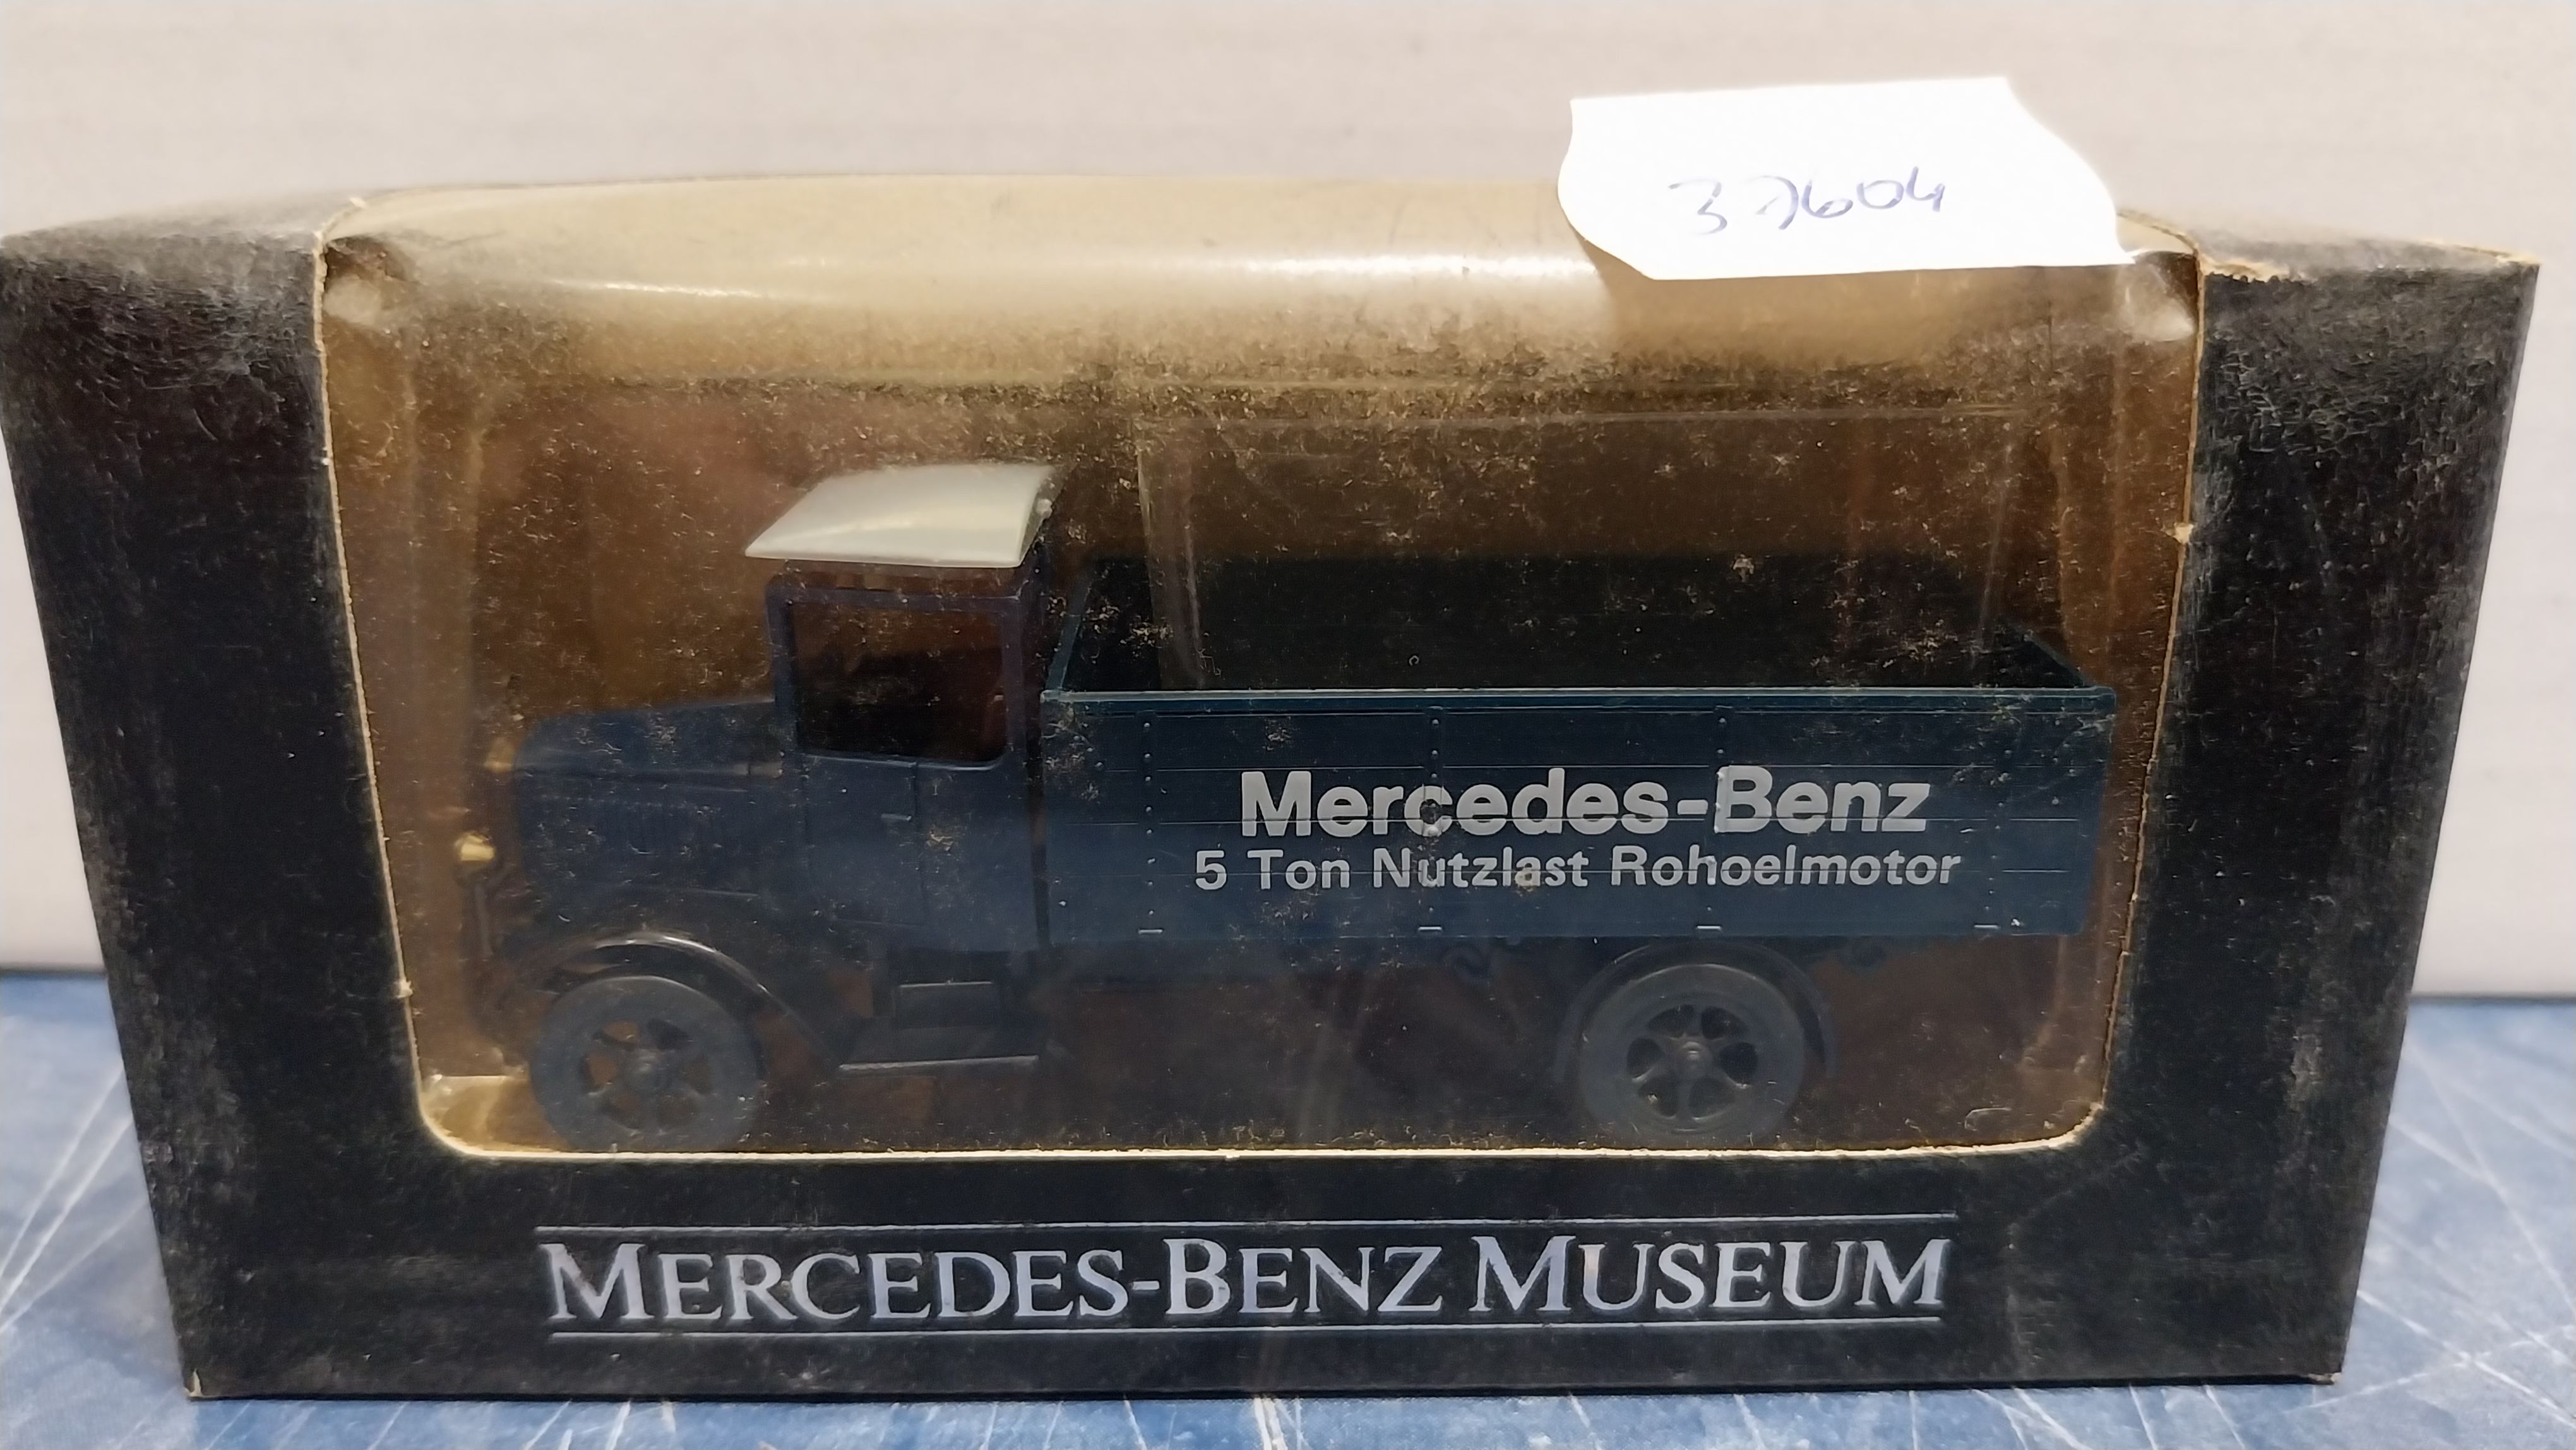 37604
Mercedes-Benz
5 Ton Nutzlast Rohoelmotor
MERCEDES-BENZ MUSEUM